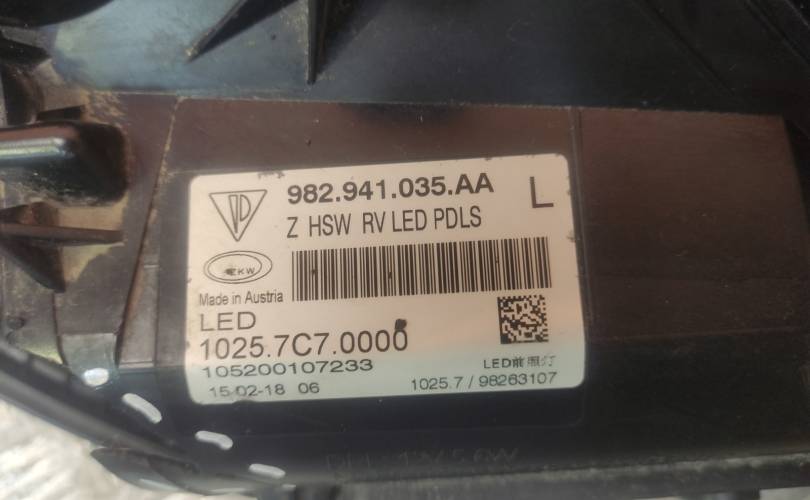 982.941.035.AA L
Z HSW RV LED PDLS
ZKW
Made in Austria
LED
1025.7C7.0000
105200107233
LED前照灯
15-02-18 06
1025.7 / 98263107